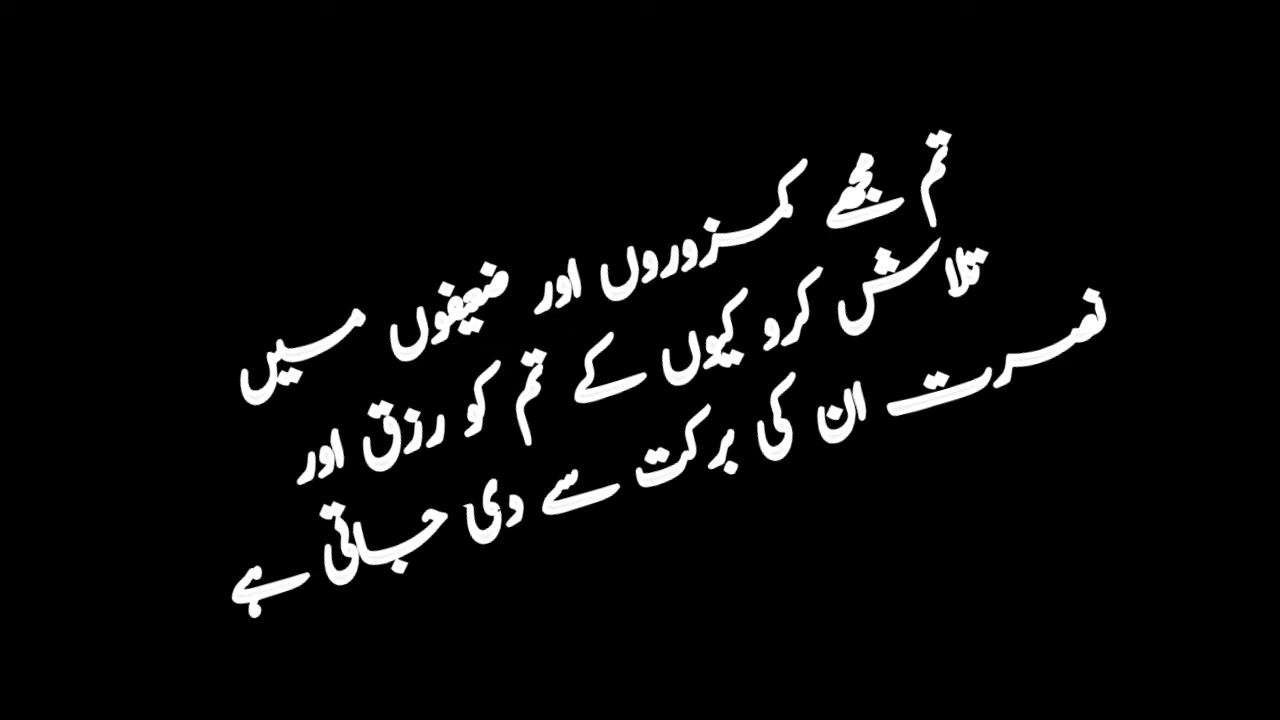 تم مجھے کمزوروں اور ضعیفوں میں
تلاش کرو کیوں کے تم کو رزق اور
نصرت ان کی برکت سے دی جاتی ہے